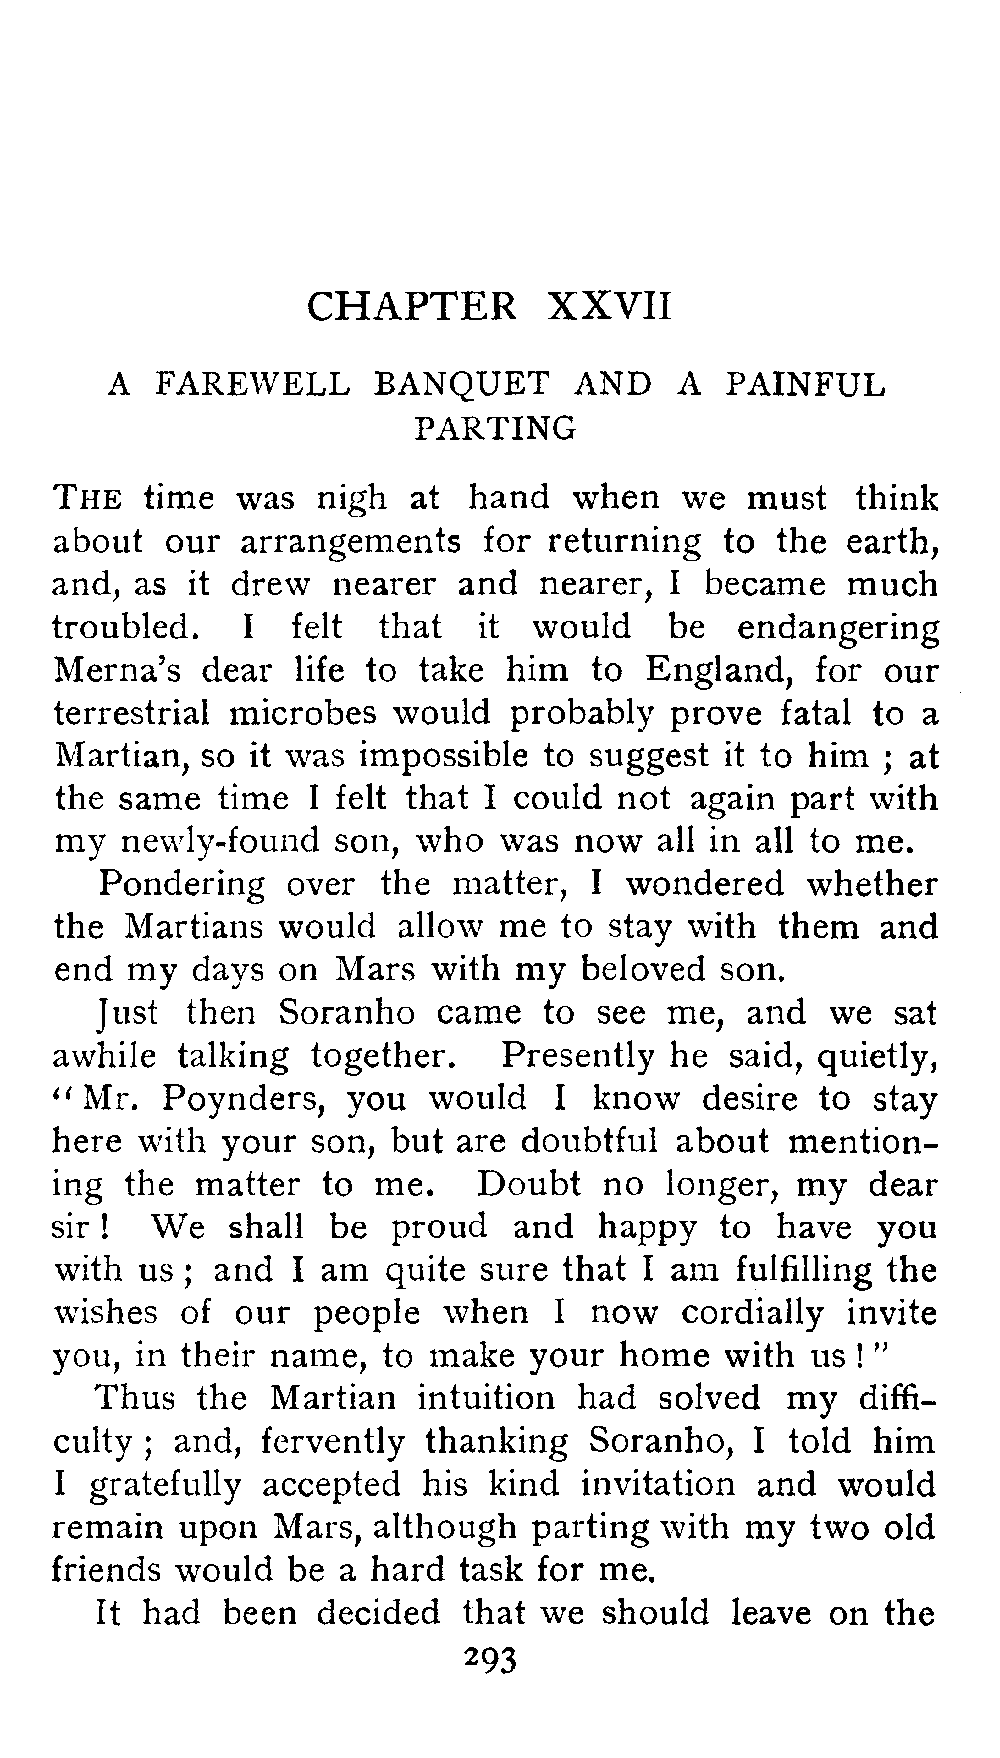 CHAPTER XXVII
A FAREWELL BANQUET AND A PAINFUL
PARTING
THE time was nigh at hand when we must think
about our arrangements for returning to the earth,
and, as it drew nearer and nearer, I became much
troubled. I felt that it would be endangering
Merna's dear life to take him to England, for our
terrestrial microbes would probably prove fatal to a
Martian, so it was impossible to suggest it to him ; at
the same time I felt that I could not again part with
my newly-found son, who was now all in all to me.
Pondering over the matter, I wondered whether
the Martians would allow me to stay with them and
end my days on Mars with my beloved son.
Just then Soranho came to see me, and we sat
awhile talking together. Presently he said, quietly,
“ Mr. Poynders, you would I know desire to stay
here with your son, but are doubtful about mention-
ing the matter to me. Doubt no longer, my dear
sir ! We shall be proud and happy to have you
with us ; and I am quite sure that I am fulfilling the
wishes of our people when I now cordially invite
you, in their name, to make your home with us ! ”
Thus the Martian intuition had solved my diffi-
culty ; and, fervently thanking Soranho, I told him
I gratefully accepted his kind invitation and would
remain upon Mars, although parting with my two old
friends would be a hard task for me.
It had been decided that we should leave on the
293